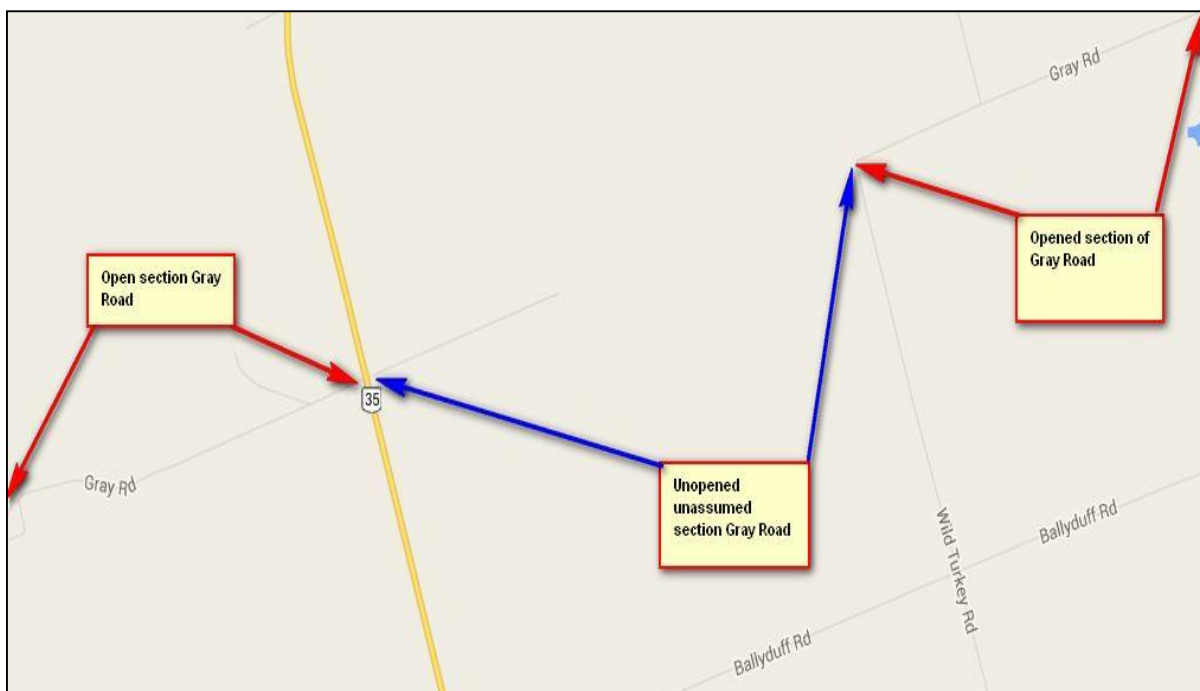 Gray Rd
Opened section of
Gray Road
Open section Gray
Road
35
Gray Rd
Unopened
unassumed
section Gray Road
Wild Turkey Rd
Ballyduff Rd
Ballyduff Rd